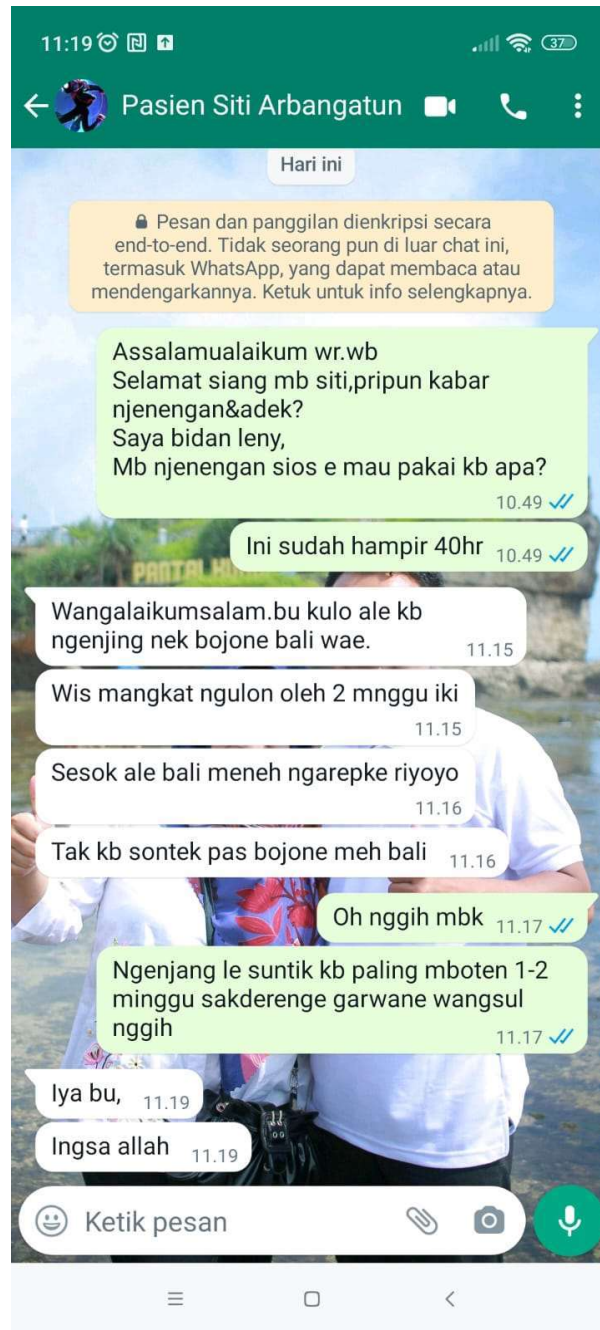 11:19
37
Pasien Siti Arbangatun
Hari ini
Pesan dan panggilan dienkripsi secara
end-to-end. Tidak seorang pun di luar chat ini,
termasuk WhatsApp, yang dapat membaca atau
mendengarkannya. Ketuk untuk info selengkapnya.
Assalamualaikum wr.wb
Selamat siang mb siti,pripun kabar
njenengan&adek?
Saya bidan leny,
Mb njenengan sios e mau pakai kb apa?
10.49
Ini sudah hampir 40hr 10.49
PANTAI
Wangalaikumsalam.bu kulo ale kb
ngenjing nek bojone bali wae.
11.15
Wis mangkat ngulon oleh 2 mnggu iki
11.15
Sesok ale bali meneh ngarepke riyoyo
11.16
Tak kb sontek pas bojone meh bali 11.16
Oh nggih mbk 11.17
Ngenjang le suntik kb paling mboten 1-2
minggu sakderenge garwane wangsul
nggih
11.17
Iya bu, 11.19
Ingsa allah 11.19
Ketik pesan